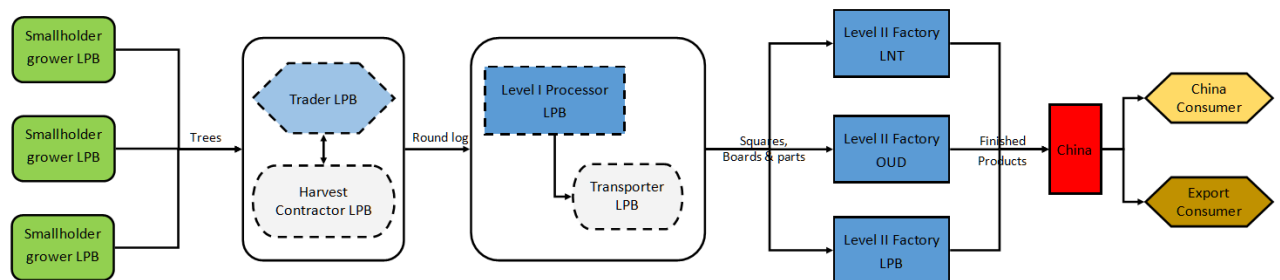 Smallholder
grower LPB
Smallholder
grower LPB
Smallholder
grower LPB
Trees
Trader LPB
Harvest
Contractor LPB
Round log
Level I Processor
LPB
Transporter
LPB
Squares,
Boards & parts
Level II Factory
LNT
Level II Factory
OUD
Level II Factory
LPB
Finished
Products
China
China
Consumer
Export
Consumer